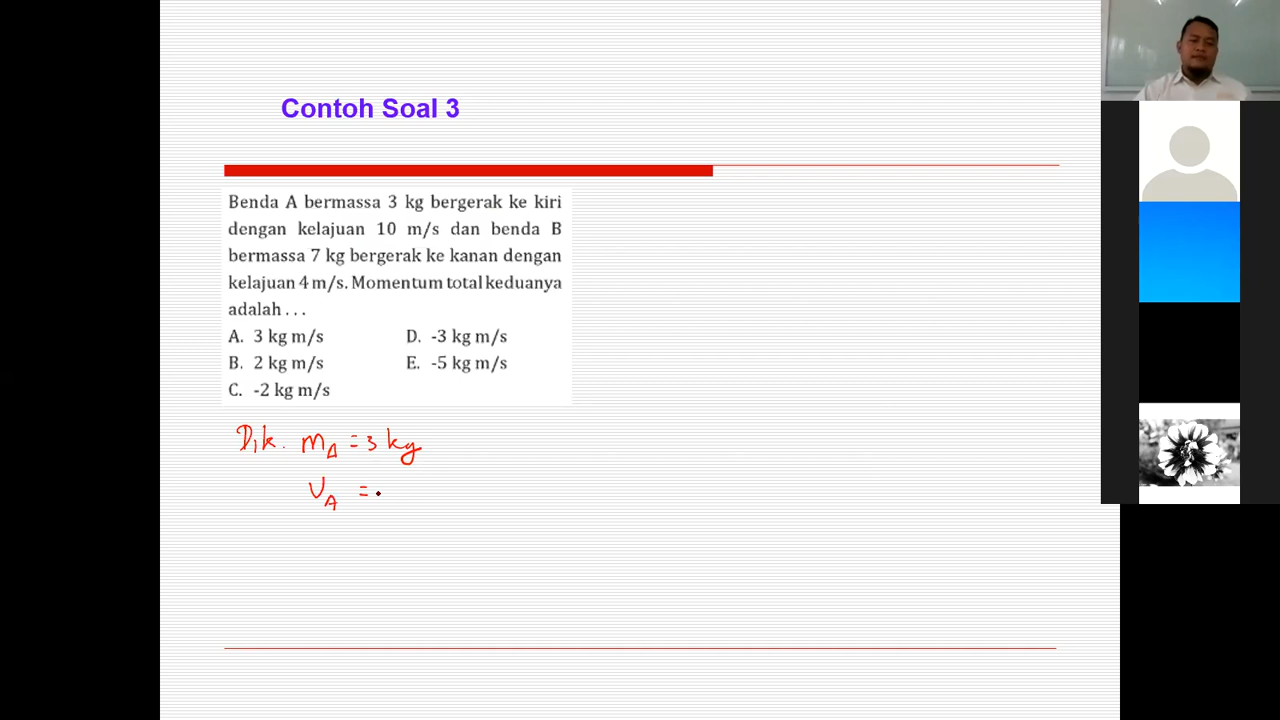 Contoh Soal 3
Benda A bermassa 3 kg bergerak ke kiri
dengan kelajuan 10 m/s dan benda B
bermassa 7 kg bergerak ke kanan dengan
kelajuan 4 m/s. Momentum total keduanya
adalah . . .
A. 3 kg m/s D. -3 kg m/s
B. 2 kg m/s E. -5 kg m/s
C. -2 kg m/s
Dik. mA = 3 kg
vA =